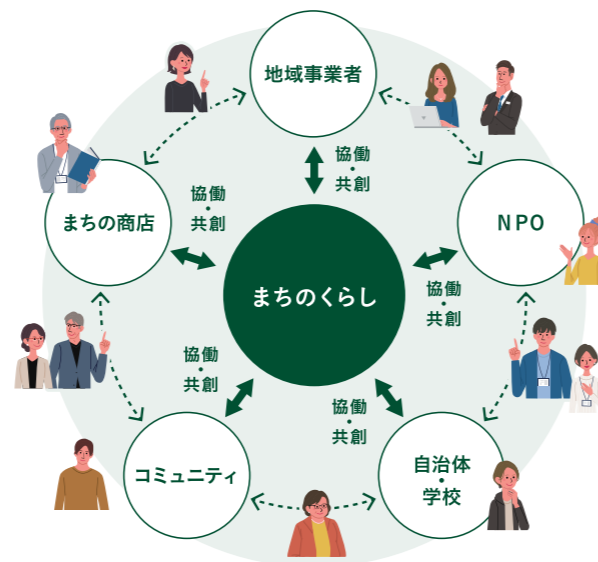 地域事業者
協働
・
共創
まちの商店
協働
・
共創
NPO
まちのくらし
協働
・
共創
協働
・
共創
協働
・
共創
コミュニティ
自治体
・
学校